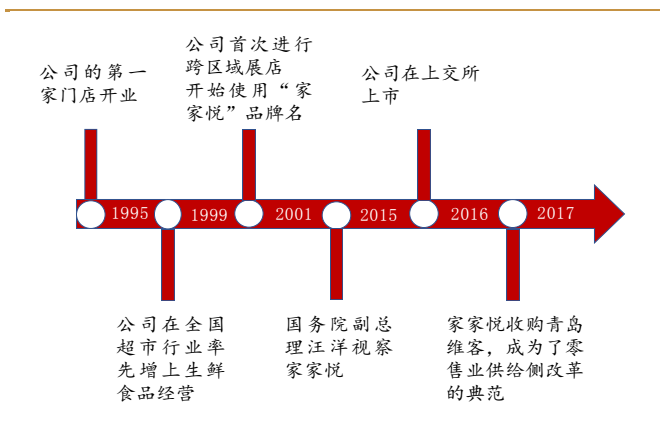 公司的第一
家门店开业
公司首次进行
跨区域展店
开始使用“家
家悦”品牌名
公司在上交所
上市
1995
1999
2001
2015
2016
2017
公司在全国
超市行业率
先增上生鲜
食品经营
国务院副总
理汪洋视察
家家悦
家家悦收购青岛
维客，成为了零
售业供给侧改革
的典范